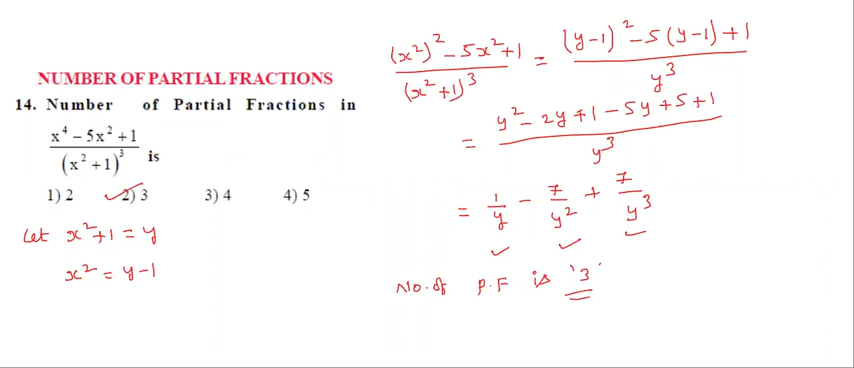 NUMBER OF PARTIAL FRACTIONS
14. Number of Partial Fractions in
(x⁴ − 5x² + 1)/(x² + 1)³ is
1) 2 2) 3 3) 4 4) 5
Let x²+1 = y
x² = y−1
((x²)² − 5x² + 1)/(x²+1)³ = ((y−1)² − 5(y−1) + 1)/y³
= (y² − 2y + 1 − 5y + 5 + 1)/y³
= 1/y − 7/y² + 7/y³
No. of P.F is '3'